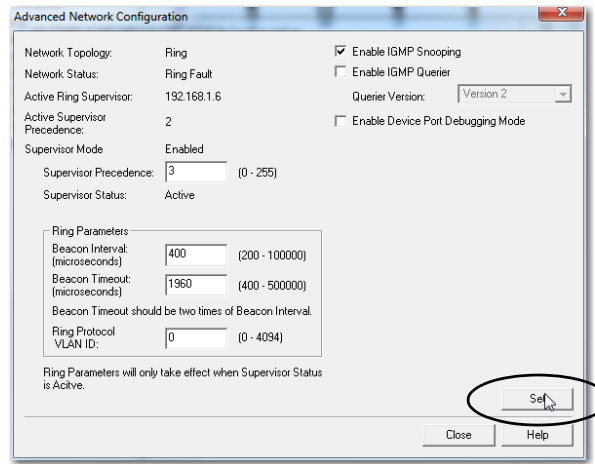 Advanced Network Configuration
Network Topology: Ring
Network Status: Ring Fault
Active Ring Supervisor: 192.168.1.6
Active Supervisor
Precedence: 2
Supervisor Mode Enabled
Supervisor Precedence: 3 (0 - 255)
Supervisor Status: Active
Ring Parameters
Beacon Interval:
(microseconds) 400 (200 - 100000)
Beacon Timeout:
(microseconds) 1960 (400 - 500000)
Beacon Timeout should be two times of Beacon Interval.
Ring Protocol
VLAN ID: 0 (0 - 4094)
Ring Parameters will only take effect when Supervisor Status
is Acitve.
Enable IGMP Snooping
Enable IGMP Querier
Querier Version: Version 2
Enable Device Port Debugging Mode
Set
Close Help